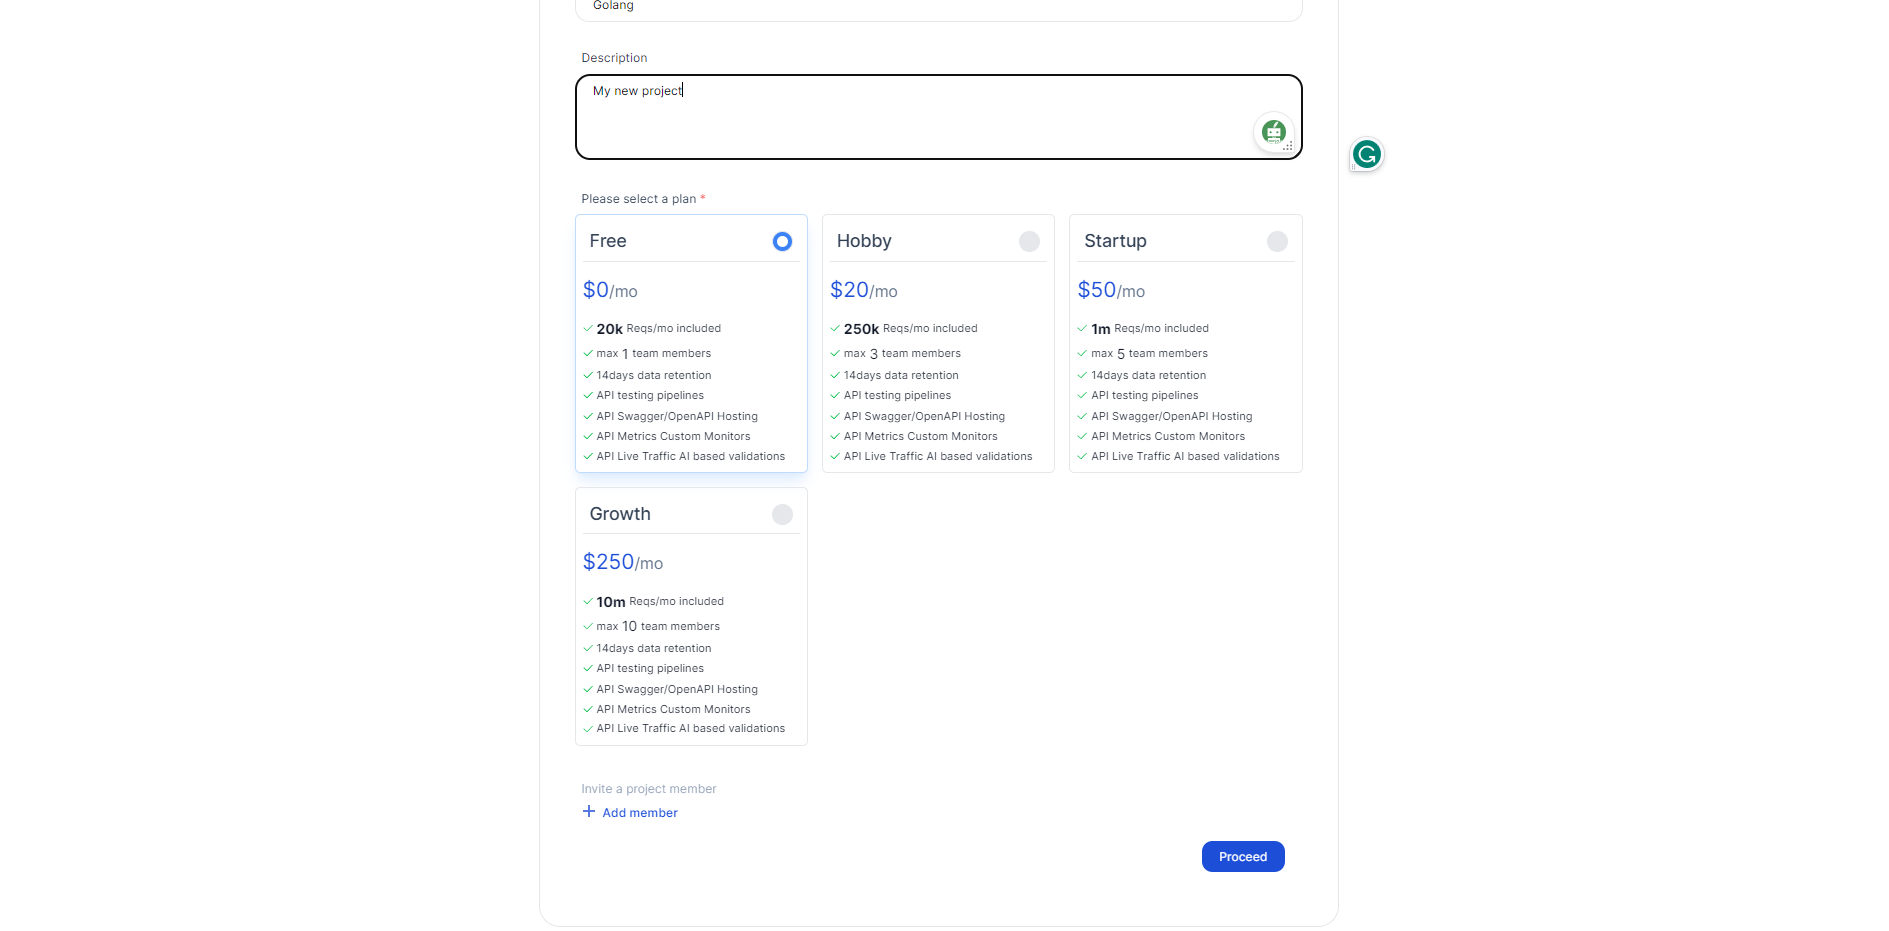 Golang
Description
My new project
Please select a plan *
Free
$0/mo
20k Reqs/mo included
max 1 team members
14days data retention
API testing pipelines
API Swagger/OpenAPI Hosting
API Metrics Custom Monitors
API Live Traffic AI based validations
Hobby
$20/mo
250k Reqs/mo included
max 3 team members
14days data retention
API testing pipelines
API Swagger/OpenAPI Hosting
API Metrics Custom Monitors
API Live Traffic AI based validations
Startup
$50/mo
1m Reqs/mo included
max 5 team members
14days data retention
API testing pipelines
API Swagger/OpenAPI Hosting
API Metrics Custom Monitors
API Live Traffic AI based validations
Growth
$250/mo
10m Reqs/mo included
max 10 team members
14days data retention
API testing pipelines
API Swagger/OpenAPI Hosting
API Metrics Custom Monitors
API Live Traffic AI based validations
Invite a project member
+ Add member
Proceed